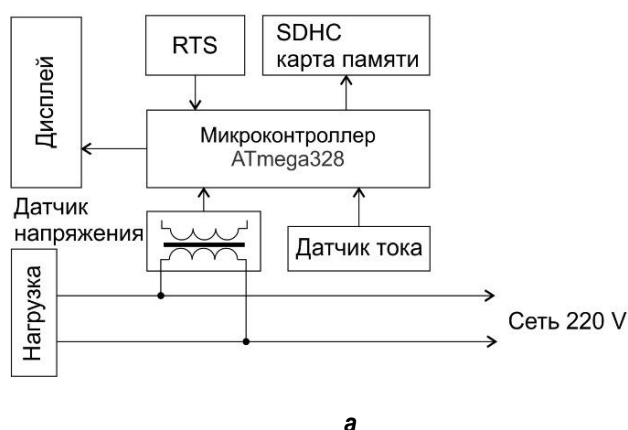 RTS
SDHC
карта памяти
Дисплей
Микроконтроллер
ATmega328
Датчик
напряжения
Датчик тока
Нагрузка
Сеть 220 V
а